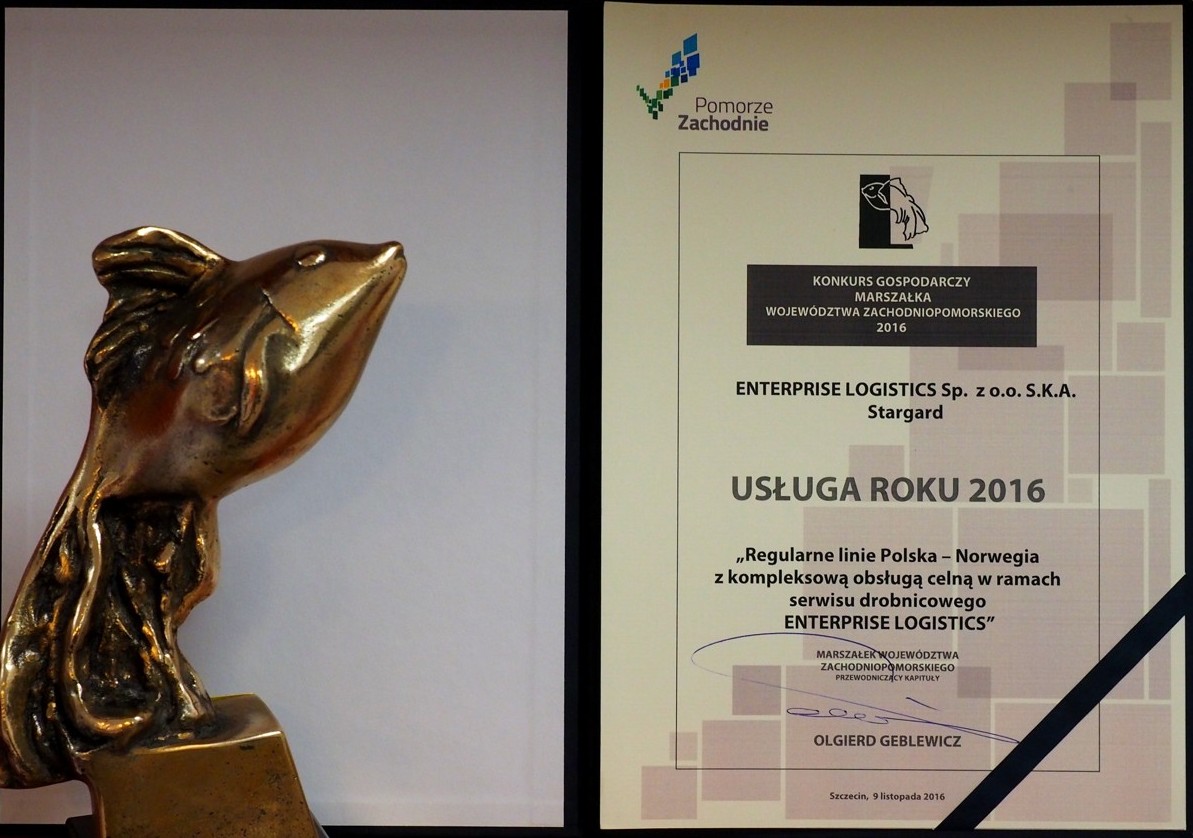 Pomorze
Zachodnie
KONKURS GOSPODARCZY
MARSZAŁKA
WOJEWÓDZTWA ZACHODNIOPOMORSKIEGO
2016
ENTERPRISE LOGISTICS Sp. z o.o. S.K.A.
Stargard
USŁUGA ROKU 2016
„Regularne linie Polska – Norwegia
z kompleksową obsługą celną w ramach
serwisu drobnicowego
ENTERPRISE LOGISTICS”
MARSZAŁEK WOJEWÓDZTWA
ZACHODNIOPOMORSKIEGO
PRZEWODNICZĄCY KAPITUŁY
OLGIERD GEBLEWICZ
Szczecin, 9 listopada 2016